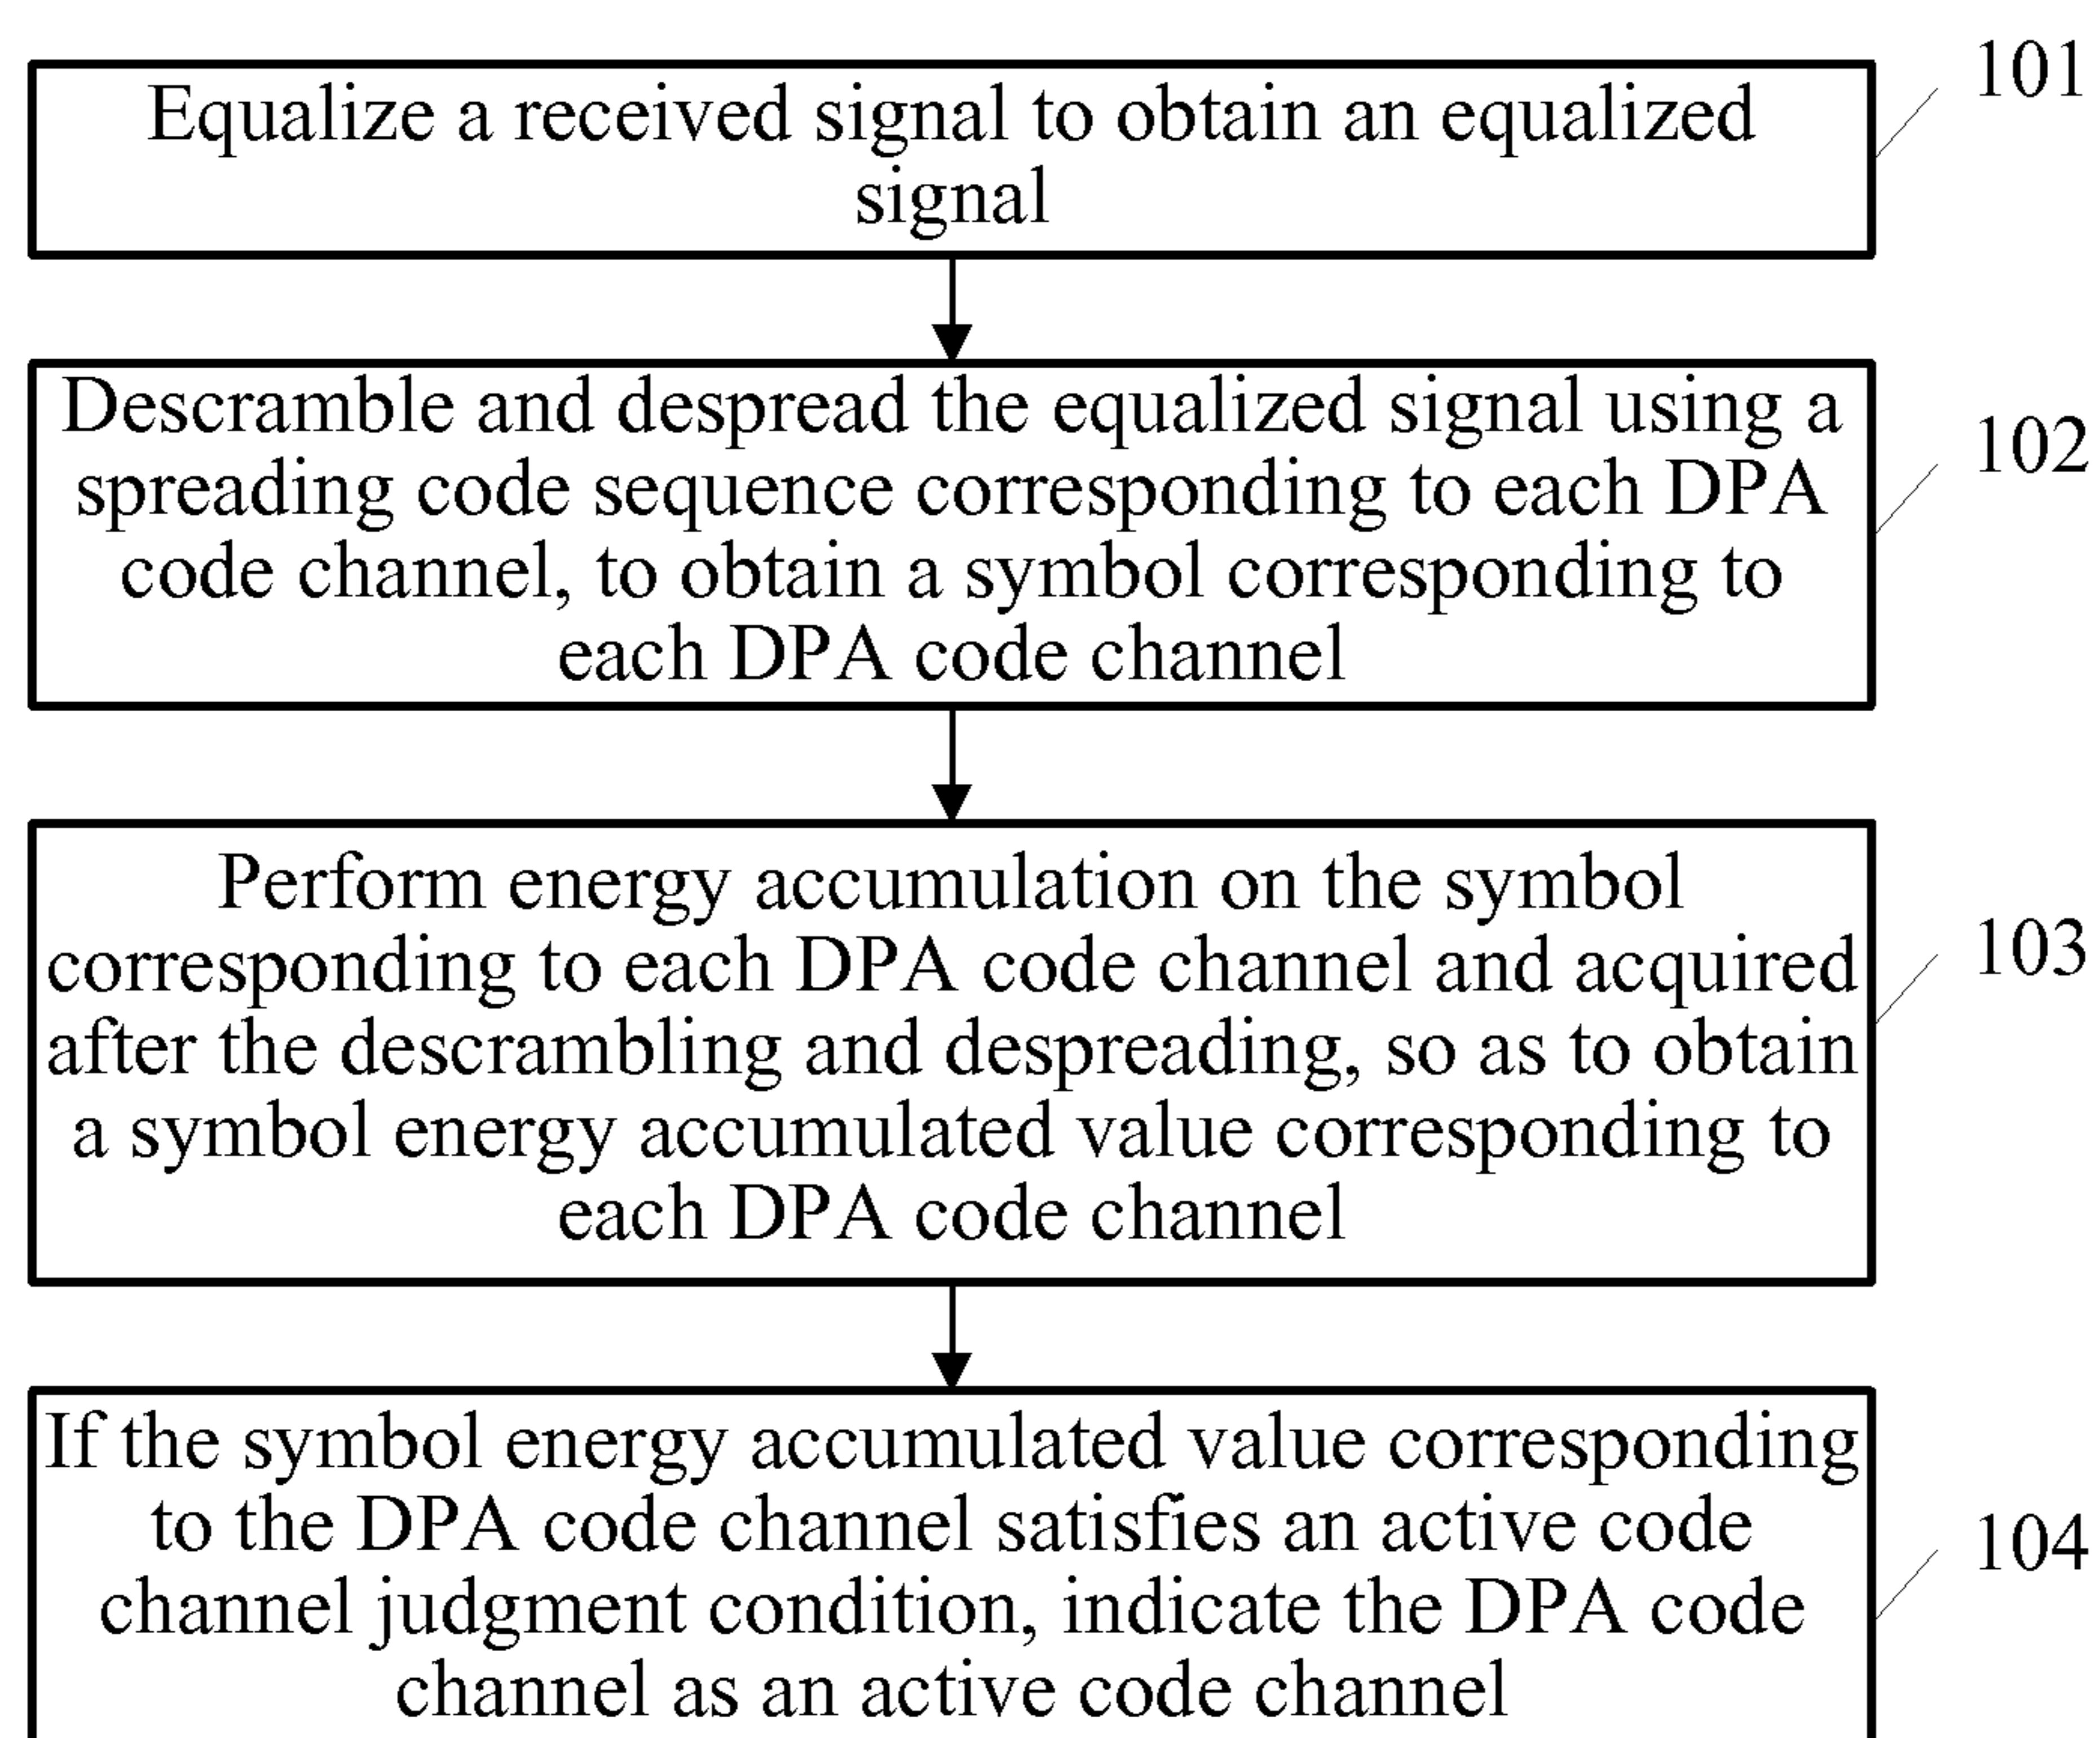 Equalize a received signal to obtain an equalized
signal
101
Descramble and despread the equalized signal using a
spreading code sequence corresponding to each DPA
code channel, to obtain a symbol corresponding to
each DPA code channel
102
Perform energy accumulation on the symbol
corresponding to each DPA code channel and acquired
after the descrambling and despreading, so as to obtain
a symbol energy accumulated value corresponding to
each DPA code channel
103
If the symbol energy accumulated value corresponding
to the DPA code channel satisfies an active code
channel judgment condition, indicate the DPA code
channel as an active code channel
104